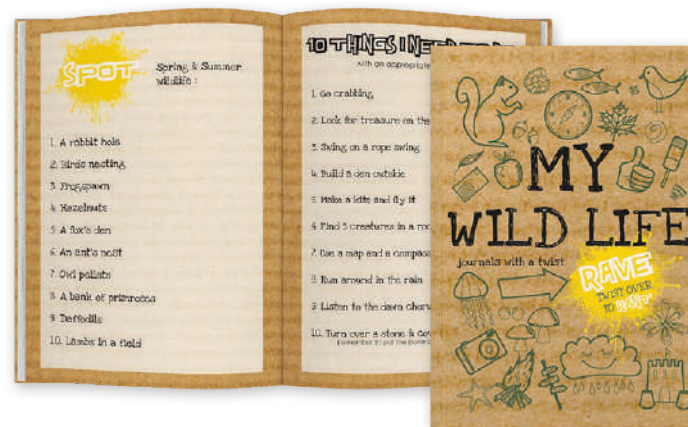 SPOT
Spring & Summer
wildlife :
1. A rabbit hole
2. Birds nesting
3. Frogspawn
4. Hazelnuts
5. A fox's den
6. An ant's nest
7. Owl pellets
8. A bank of primroses
9. Daffodils
10. Lambs in a field
10 THINGS I
with an appropriate
1. Go crabbing
2. Look for treasure on the
3. Swing on a rope swing
4. Build a den outside
5. Make a kite and fly it
6. Find 5 creatures in a
7. Use a map and a compass
8. Run around in the rain
9. Listen to the dawn
10. Turn over a stone &
MY
WILD LIFE
journals with a twist
RAVE
TWIST OVER
TO RANT